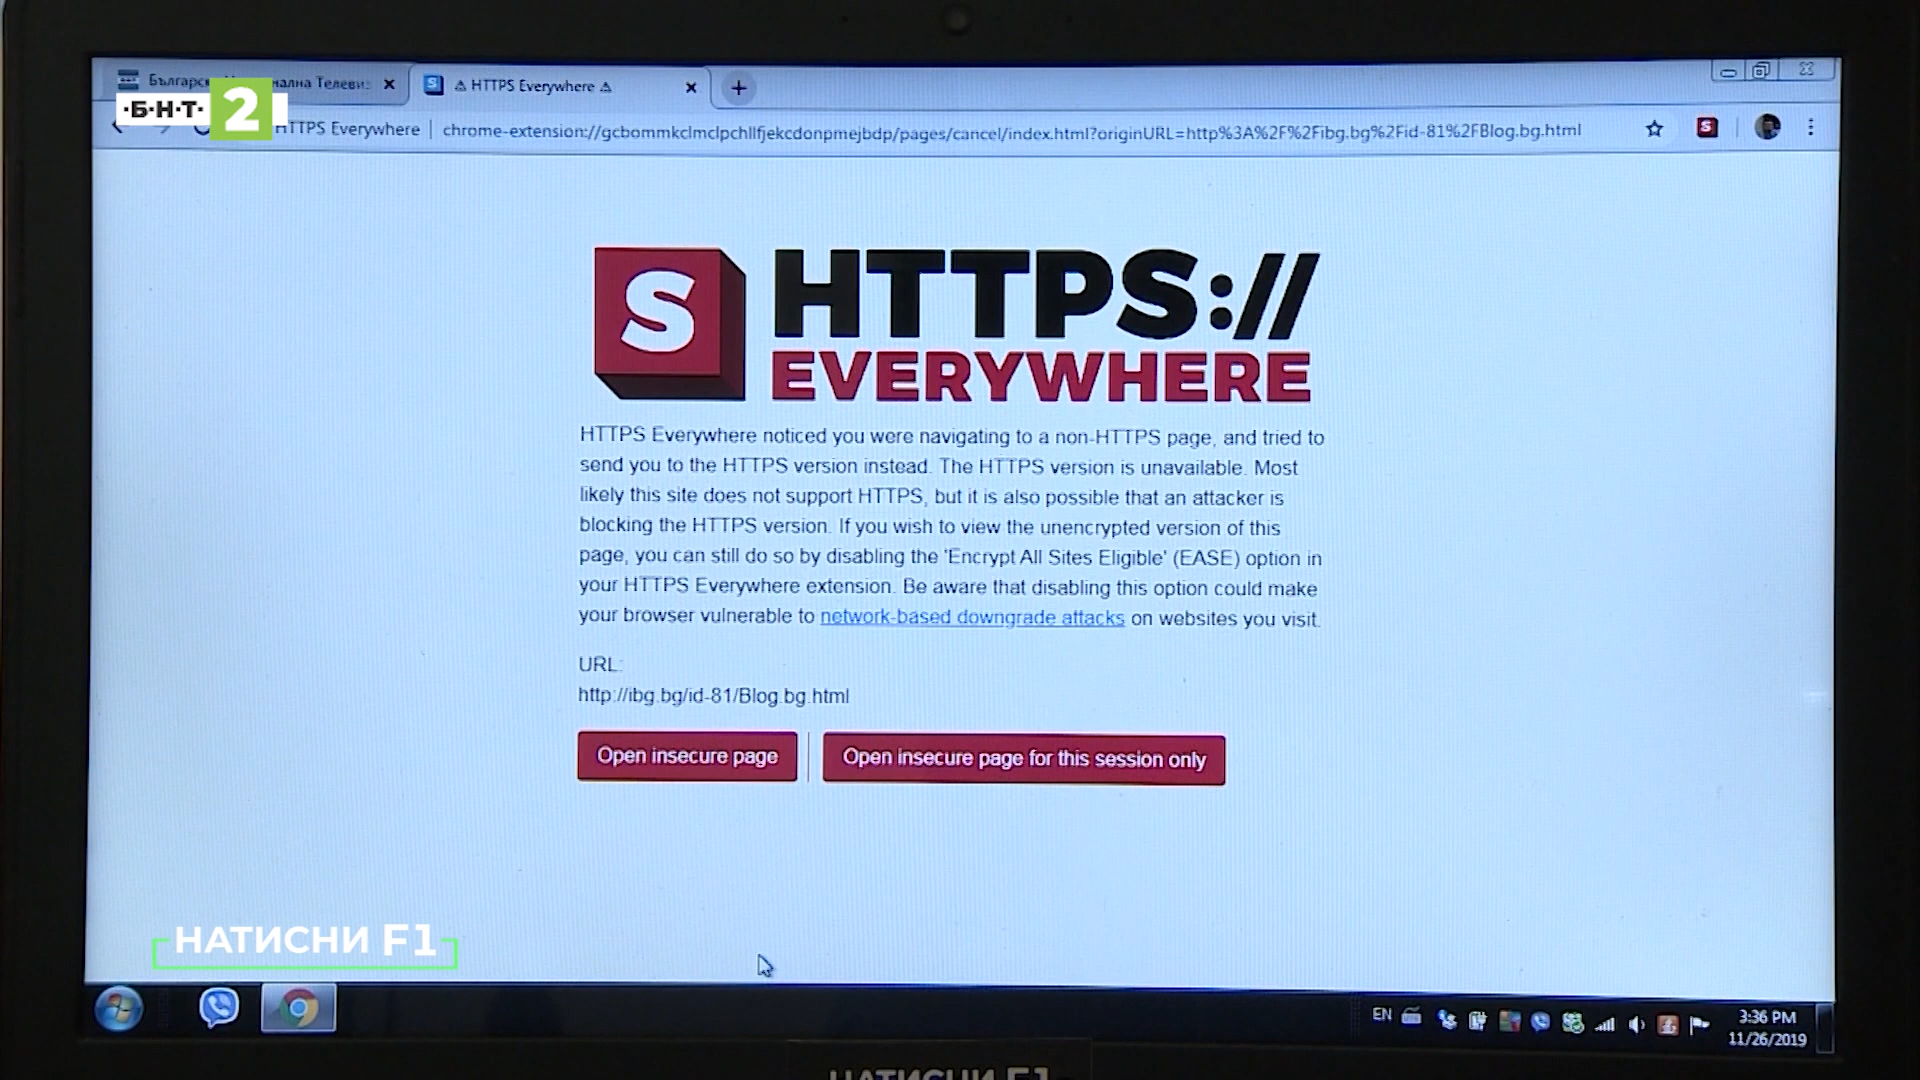 Българск
ална Телевиз
⚠ HTTPS Everywhere ⚠
·Б·Н·Т· 2
HTTPS Everywhere | chrome-extension://gcbommkclmclpchllfjekcdonpmejbdp/pages/cancel/index.html?originURL=http%3A%2F%2Fibg.bg%2Fid-81%2FBlog.bg.html
S
HTTPS://
EVERYWHERE
HTTPS Everywhere noticed you were navigating to a non-HTTPS page, and tried to
send you to the HTTPS version instead. The HTTPS version is unavailable. Most
likely this site does not support HTTPS, but it is also possible that an attacker is
blocking the HTTPS version. If you wish to view the unencrypted version of this
page, you can still do so by disabling the 'Encrypt All Sites Eligible' (EASE) option in
your HTTPS Everywhere extension. Be aware that disabling this option could make
your browser vulnerable to network-based downgrade attacks on websites you visit.
URL:
http://ibg.bg/id-81/Blog.bg.html
Open insecure page
Open insecure page for this session only
НАТИСНИ F1
EN
3:36 PM
11/26/2019
НАТИСНИ F1